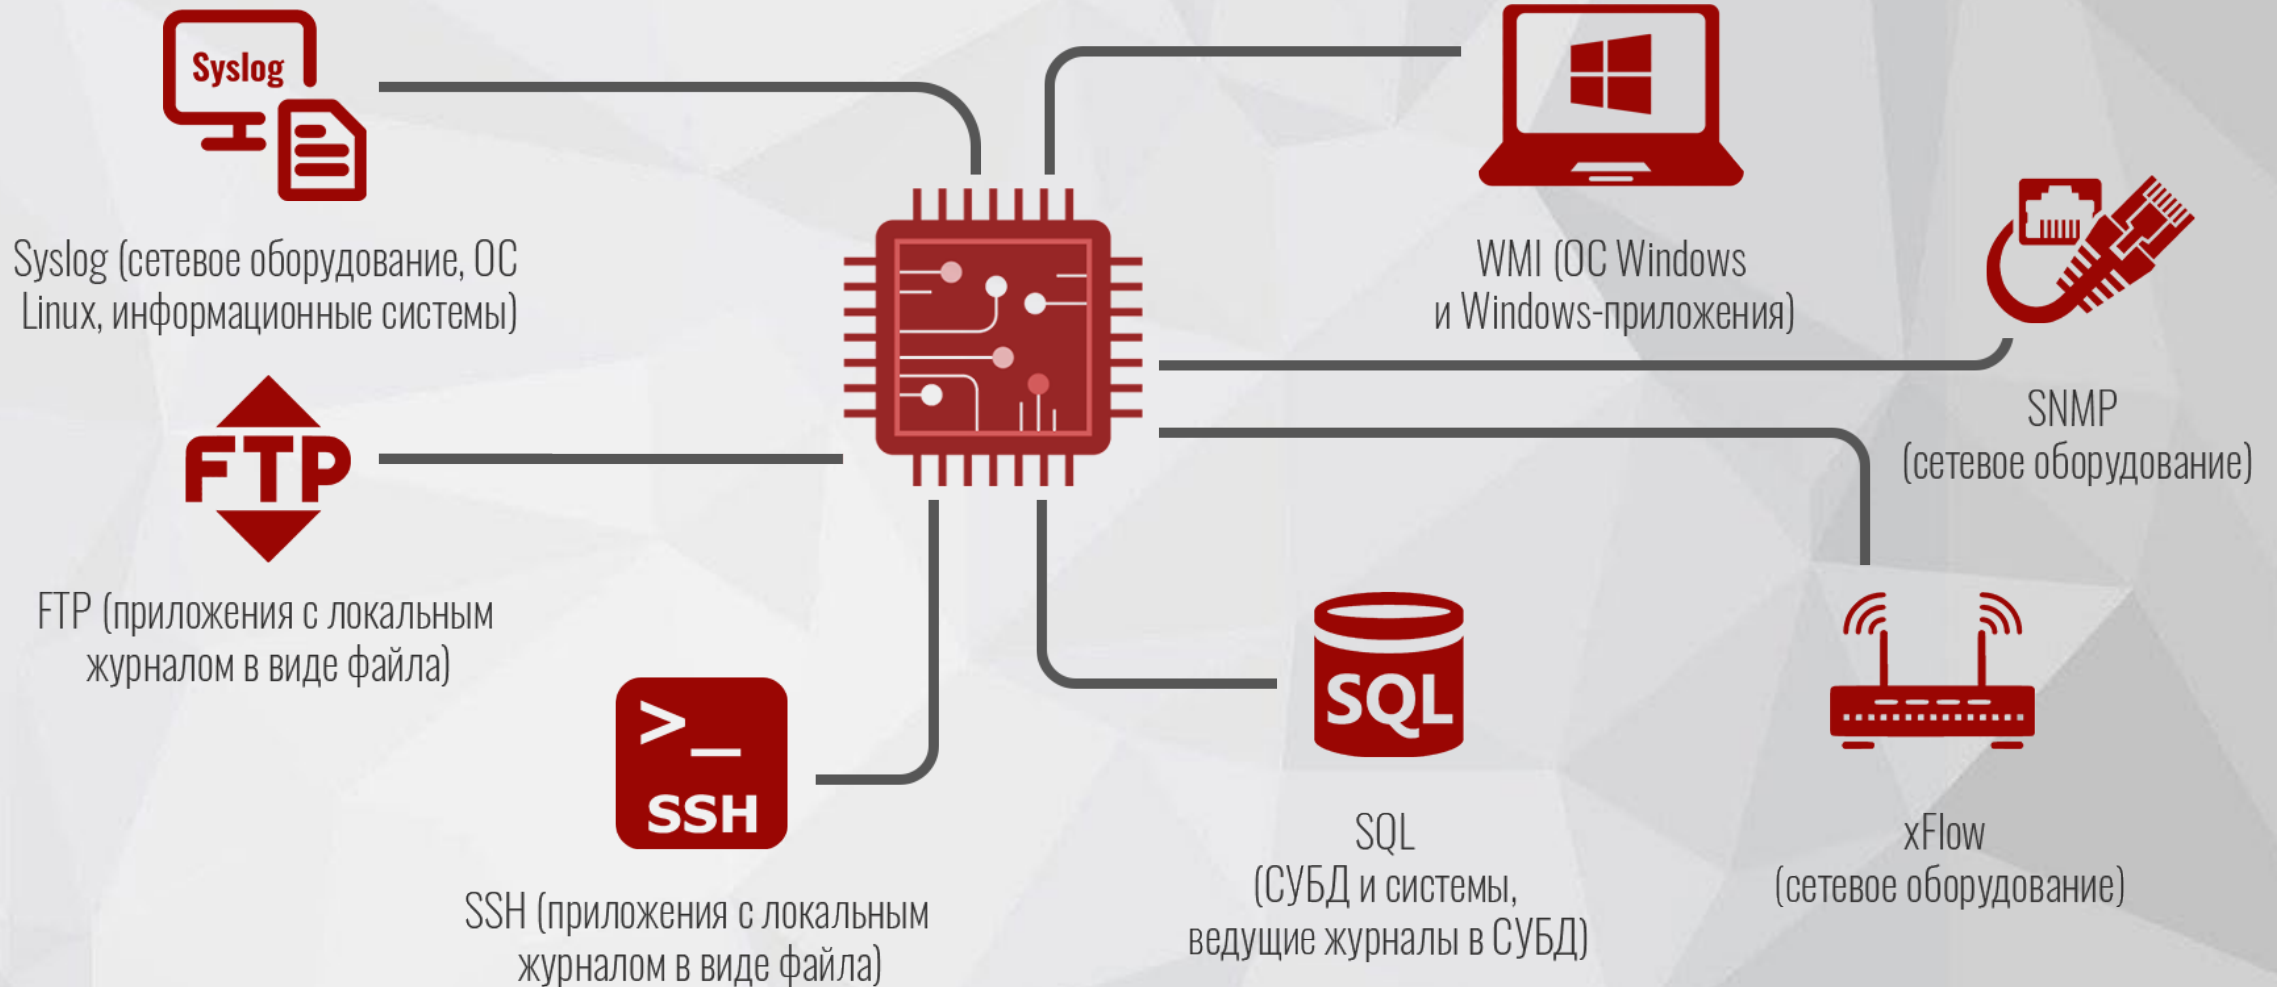 Syslog
Syslog (сетевое оборудование, ОС
Linux, информационные системы)
WMI (ОС Windows
и Windows-приложения)
SNMP
(сетевое оборудование)
FTP
FTP (приложения с локальным
журналом в виде файла)
>_
SSH
SSH (приложения с локальным
журналом в виде файла)
SQL
SQL
(СУБД и системы,
ведущие журналы в СУБД)
xFlow
(сетевое оборудование)